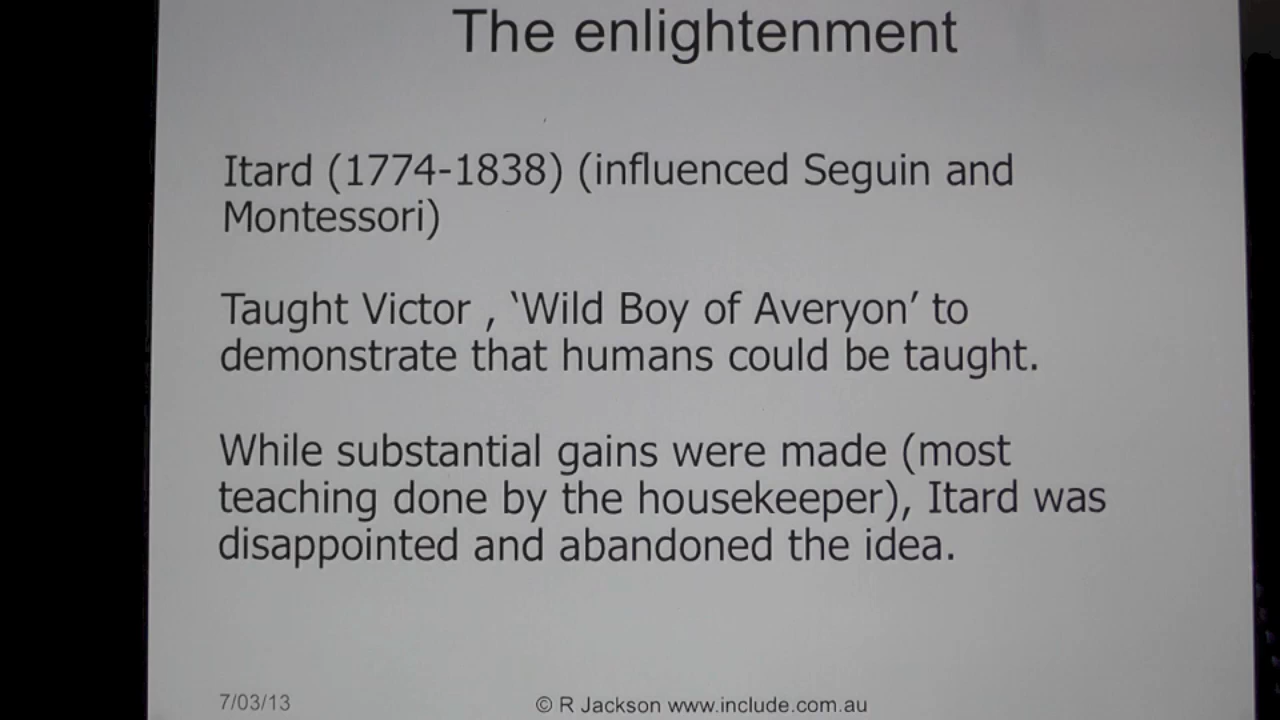 The enlightenment
Itard (1774-1838) (influenced Seguin and
Montessori)
Taught Victor , ‘Wild Boy of Averyon’ to
demonstrate that humans could be taught.
While substantial gains were made (most
teaching done by the housekeeper), Itard was
disappointed and abandoned the idea.
7/03/13
© R Jackson www.include.com.au